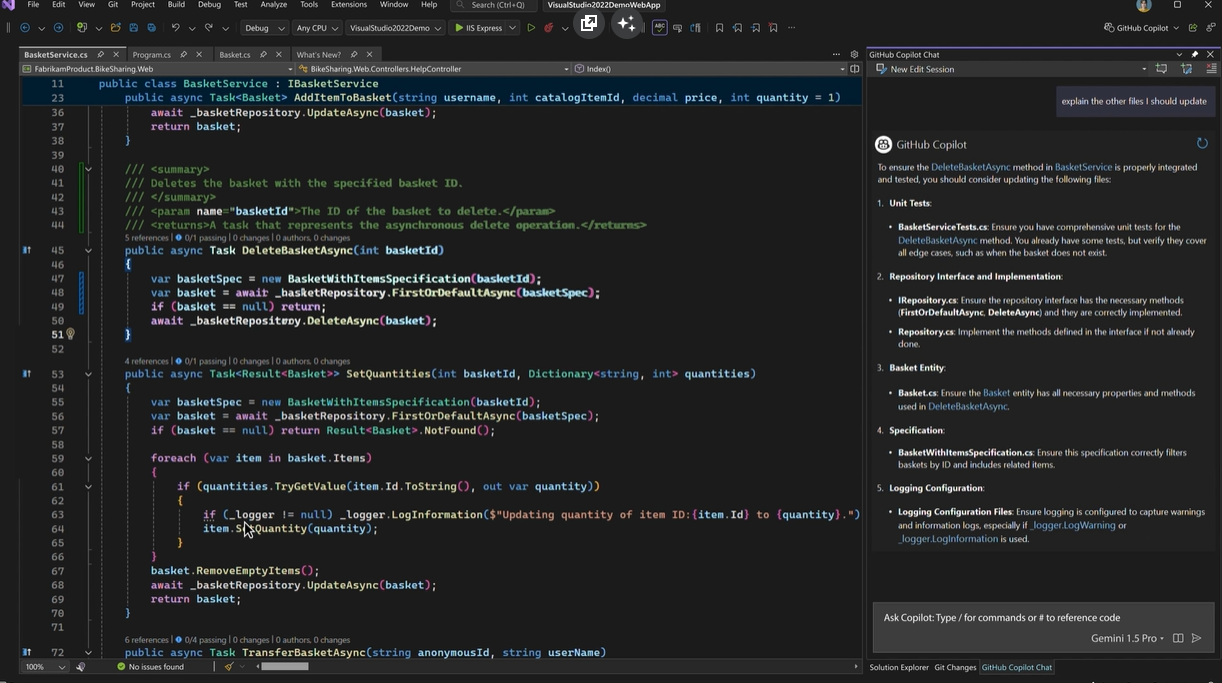 File Edit View Git Project Build Debug Test Analyze Tools Extensions Window Help Search (Ctrl+Q) VisualStudio2022DemoWebApp
Debug Any CPU VisualStudio2022Demo IIS Express ABC GitHub Copilot
BasketService.cs Program.cs Basket.cs What's New?
FabrikamProduct.BikeSharing.Web BikeSharing.Web.Controllers.HelpController Index()
11 public class BasketService : IBasketService
23 public async Task<Basket> AddItemToBasket(string username, int catalogItemId, decimal price, int quantity = 1)
36 await _basketRepository.UpdateAsync(basket);
37 return basket;
38 }
39
40 /// <summary>
41 /// Deletes the basket with the specified basket ID.
42 /// </summary>
43 /// <param name="basketId">The ID of the basket to delete.</param>
44 /// <returns>A task that represents the asynchronous delete operation.</returns>
5 references | 0/1 passing | 0 changes | 0 authors, 0 changes
45 public async Task DeleteBasketAsync(int basketId)
46 {
47 var basketSpec = new BasketWithItemsSpecification(basketId);
48 var basket = await _basketRepository.FirstOrDefaultAsync(basketSpec);
49 if (basket == null) return;
50 await _basketRepository.DeleteAsync(basket);
51 }
52
4 references | 0/1 passing | 0 changes | 0 authors, 0 changes
53 public async Task<Result<Basket>> SetQuantities(int basketId, Dictionary<string, int> quantities)
54 {
55 var basketSpec = new BasketWithItemsSpecification(basketId);
56 var basket = await _basketRepository.FirstOrDefaultAsync(basketSpec);
57 if (basket == null) return Result<Basket>.NotFound();
58
59 foreach (var item in basket.Items)
60 {
61 if (quantities.TryGetValue(item.Id.ToString(), out var quantity))
62 {
63 if (_logger != null) _logger.LogInformation($"Updating quantity of item ID:{item.Id} to {quantity}.")
64 item.SetQuantity(quantity);
65 }
66 }
67 basket.RemoveEmptyItems();
68 await _basketRepository.UpdateAsync(basket);
69 return basket;
70 }
71
6 references | 0/4 passing | 0 changes | 0 authors, 0 changes
72 public async Task TransferBasketAsync(string anonymousId, string userName)
100% No issues found
GitHub Copilot Chat
New Edit Session
explain the other files I should update
GitHub Copilot
To ensure the DeleteBasketAsync method in BasketService is properly integrated
and tested, you should consider updating the following files:
1. Unit Tests:
• BasketServiceTests.cs: Ensure you have comprehensive unit tests for the
DeleteBasketAsync method. You already have some tests, but verify they cover
all edge cases, such as when the basket does not exist.
2. Repository Interface and Implementation:
• IRepository.cs: Ensure the repository interface has the necessary methods
(FirstOrDefaultAsync, DeleteAsync) and they are correctly implemented.
• Repository.cs: Implement the methods defined in the interface if not already
done.
3. Basket Entity:
• Basket.cs: Ensure the Basket entity has all necessary properties and methods
used in DeleteBasketAsync.
4. Specification:
• BasketWithItemsSpecification.cs: Ensure this specification correctly filters
baskets by ID and includes related items.
5. Logging Configuration:
• Logging Configuration Files: Ensure logging is configured to capture warnings
and information logs, especially if _logger.LogWarning or
_logger.LogInformation is used.
Ask Copilot: Type / for commands or # to reference code
Gemini 1.5 Pro
Solution Explorer Git Changes GitHub Copilot Chat